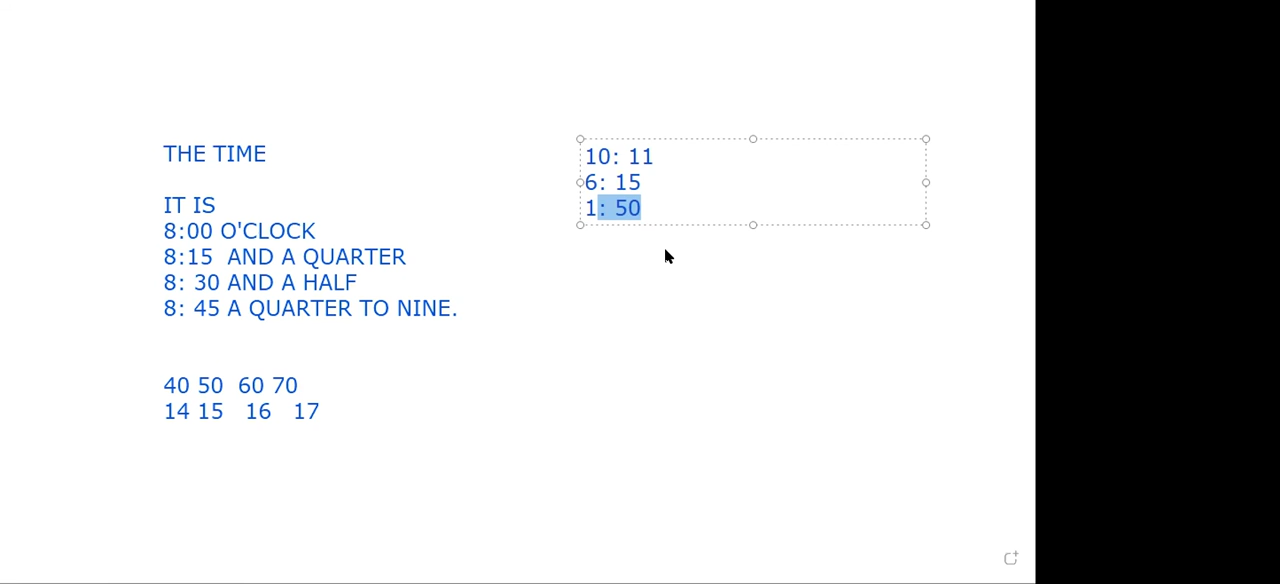 THE TIME
IT IS
8:00 O'CLOCK
8:15  AND A QUARTER
8: 30 AND A HALF
8: 45 A QUARTER TO NINE.
40 50  60 70
14 15   16   17
10: 11
6: 15
1: 50